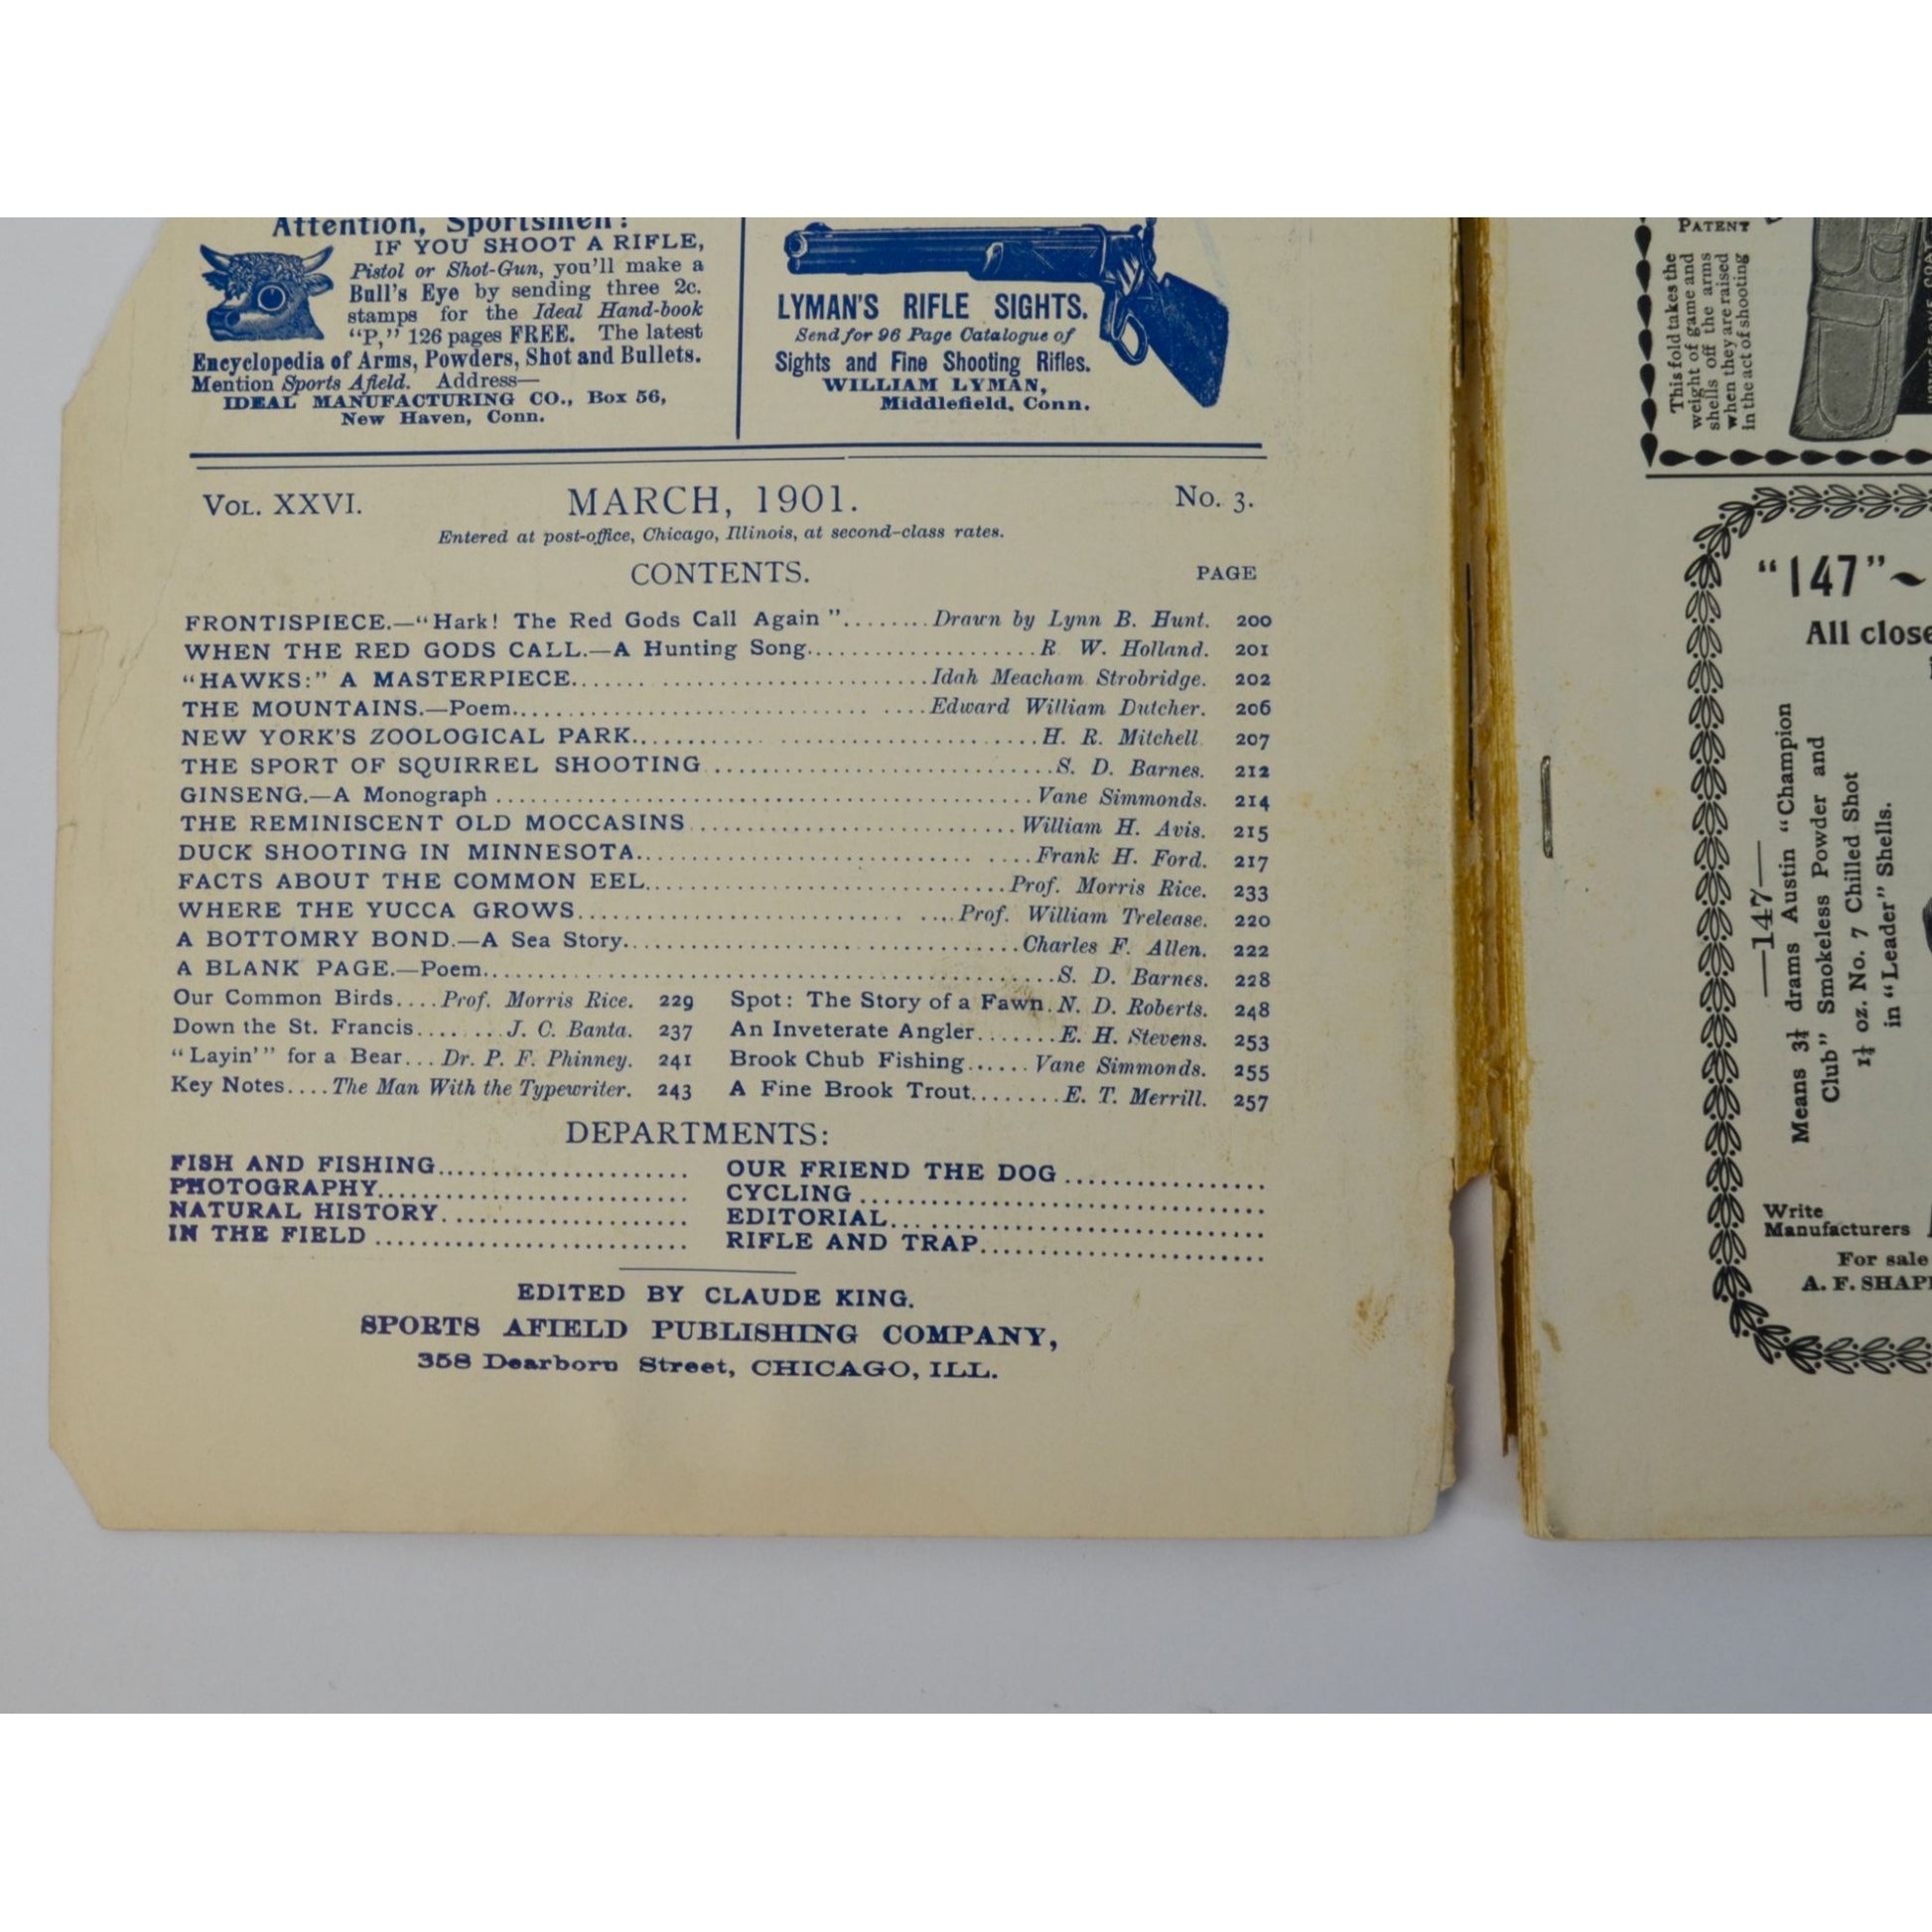 Attention, Sportsmen!
IF YOU SHOOT A RIFLE,
Pistol or Shot-Gun, you'll make a
Bull's Eye by sending three 2c.
stamps for the Ideal Hand-book
"P," 126 pages FREE. The latest
Encyclopedia of Arms, Powders, Shot and Bullets.
Mention Sports Afield. Address—
IDEAL MANUFACTURING CO., Box 56,
New Haven, Conn.
LYMAN'S RIFLE SIGHTS.
Send for 96 Page Catalogue of
Sights and Fine Shooting Rifles.
WILLIAM LYMAN,
Middlefield, Conn.
VOL. XXVI. MARCH, 1901. No. 3.
Entered at post-office, Chicago, Illinois, at second-class rates.
CONTENTS. PAGE
FRONTISPIECE.—"Hark! The Red Gods Call Again"........Drawn by Lynn B. Hunt. 200
WHEN THE RED GODS CALL.—A Hunting Song.....................R. W. Holland. 201
"HAWKS:" A MASTERPIECE..................................Idah Meacham Strobridge. 202
THE MOUNTAINS.—Poem...................................Edward William Dutcher. 206
NEW YORK'S ZOOLOGICAL PARK...................................H. R. Mitchell 207
THE SPORT OF SQUIRREL SHOOTING..............................S. D. Barnes. 212
GINSENG.—A Monograph..............................................Vane Simmonds. 214
THE REMINISCENT OLD MOCCASINS.............................William H. Avis. 215
DUCK SHOOTING IN MINNESOTA.................................Frank H. Ford. 217
FACTS ABOUT THE COMMON EEL................................Prof. Morris Rice. 233
WHERE THE YUCCA GROWS................................Prof. William Trelease. 220
A BOTTOMRY BOND.—A Sea Story..................................Charles F. Allen. 222
A BLANK PAGE.—Poem.................................................S. D. Barnes. 228
Our Common Birds....Prof. Morris Rice. 229
Down the St. Francis........J. C. Banta. 237
"Layin'" for a Bear...Dr. P. F. Phinney. 241
Key Notes....The Man With the Typewriter. 243
Spot: The Story of a Fawn.N. D. Roberts. 248
An Inveterate Angler.......E. H. Stevens. 253
Brook Chub Fishing......Vane Simmonds. 255
A Fine Brook Trout........E. T. Merrill. 257
DEPARTMENTS:
FISH AND FISHING......................
PHOTOGRAPHY...........................
NATURAL HISTORY......................
IN THE FIELD...........................
OUR FRIEND THE DOG..................
CYCLING....................................
EDITORIAL.................................
RIFLE AND TRAP.........................
EDITED BY CLAUDE KING.
SPORTS AFIELD PUBLISHING COMPANY,
358 Dearborn Street, CHICAGO, ILL.
PATENT
This fold takes the
weight of game and
shells off the arms
when they are raised
in the act of shooting
"147"~
All close
—147—
Means 3¼ drams Austin "Champion
Club" Smokeless Powder and
1¼ oz. No. 7 Chilled Shot
in "Leader" Shells.
Write
Manufacturers
For sale
A. F. SHAP